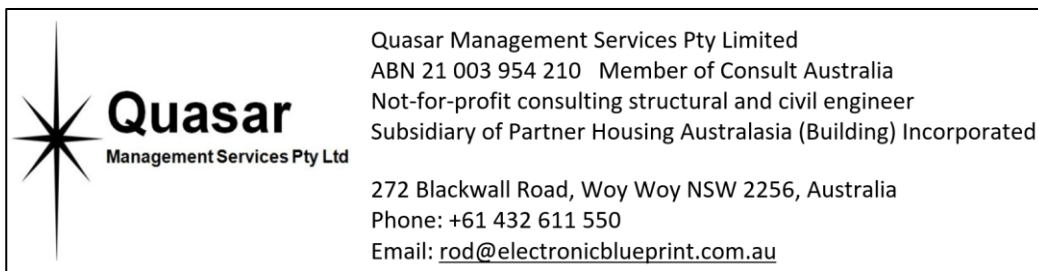 Quasar
Management Services Pty Ltd
Quasar Management Services Pty Limited
ABN 21 003 954 210 Member of Consult Australia
Not-for-profit consulting structural and civil engineer
Subsidiary of Partner Housing Australasia (Building) Incorporated
272 Blackwall Road, Woy Woy NSW 2256, Australia
Phone: +61 432 611 550
Email: rod@electronicblueprint.com.au